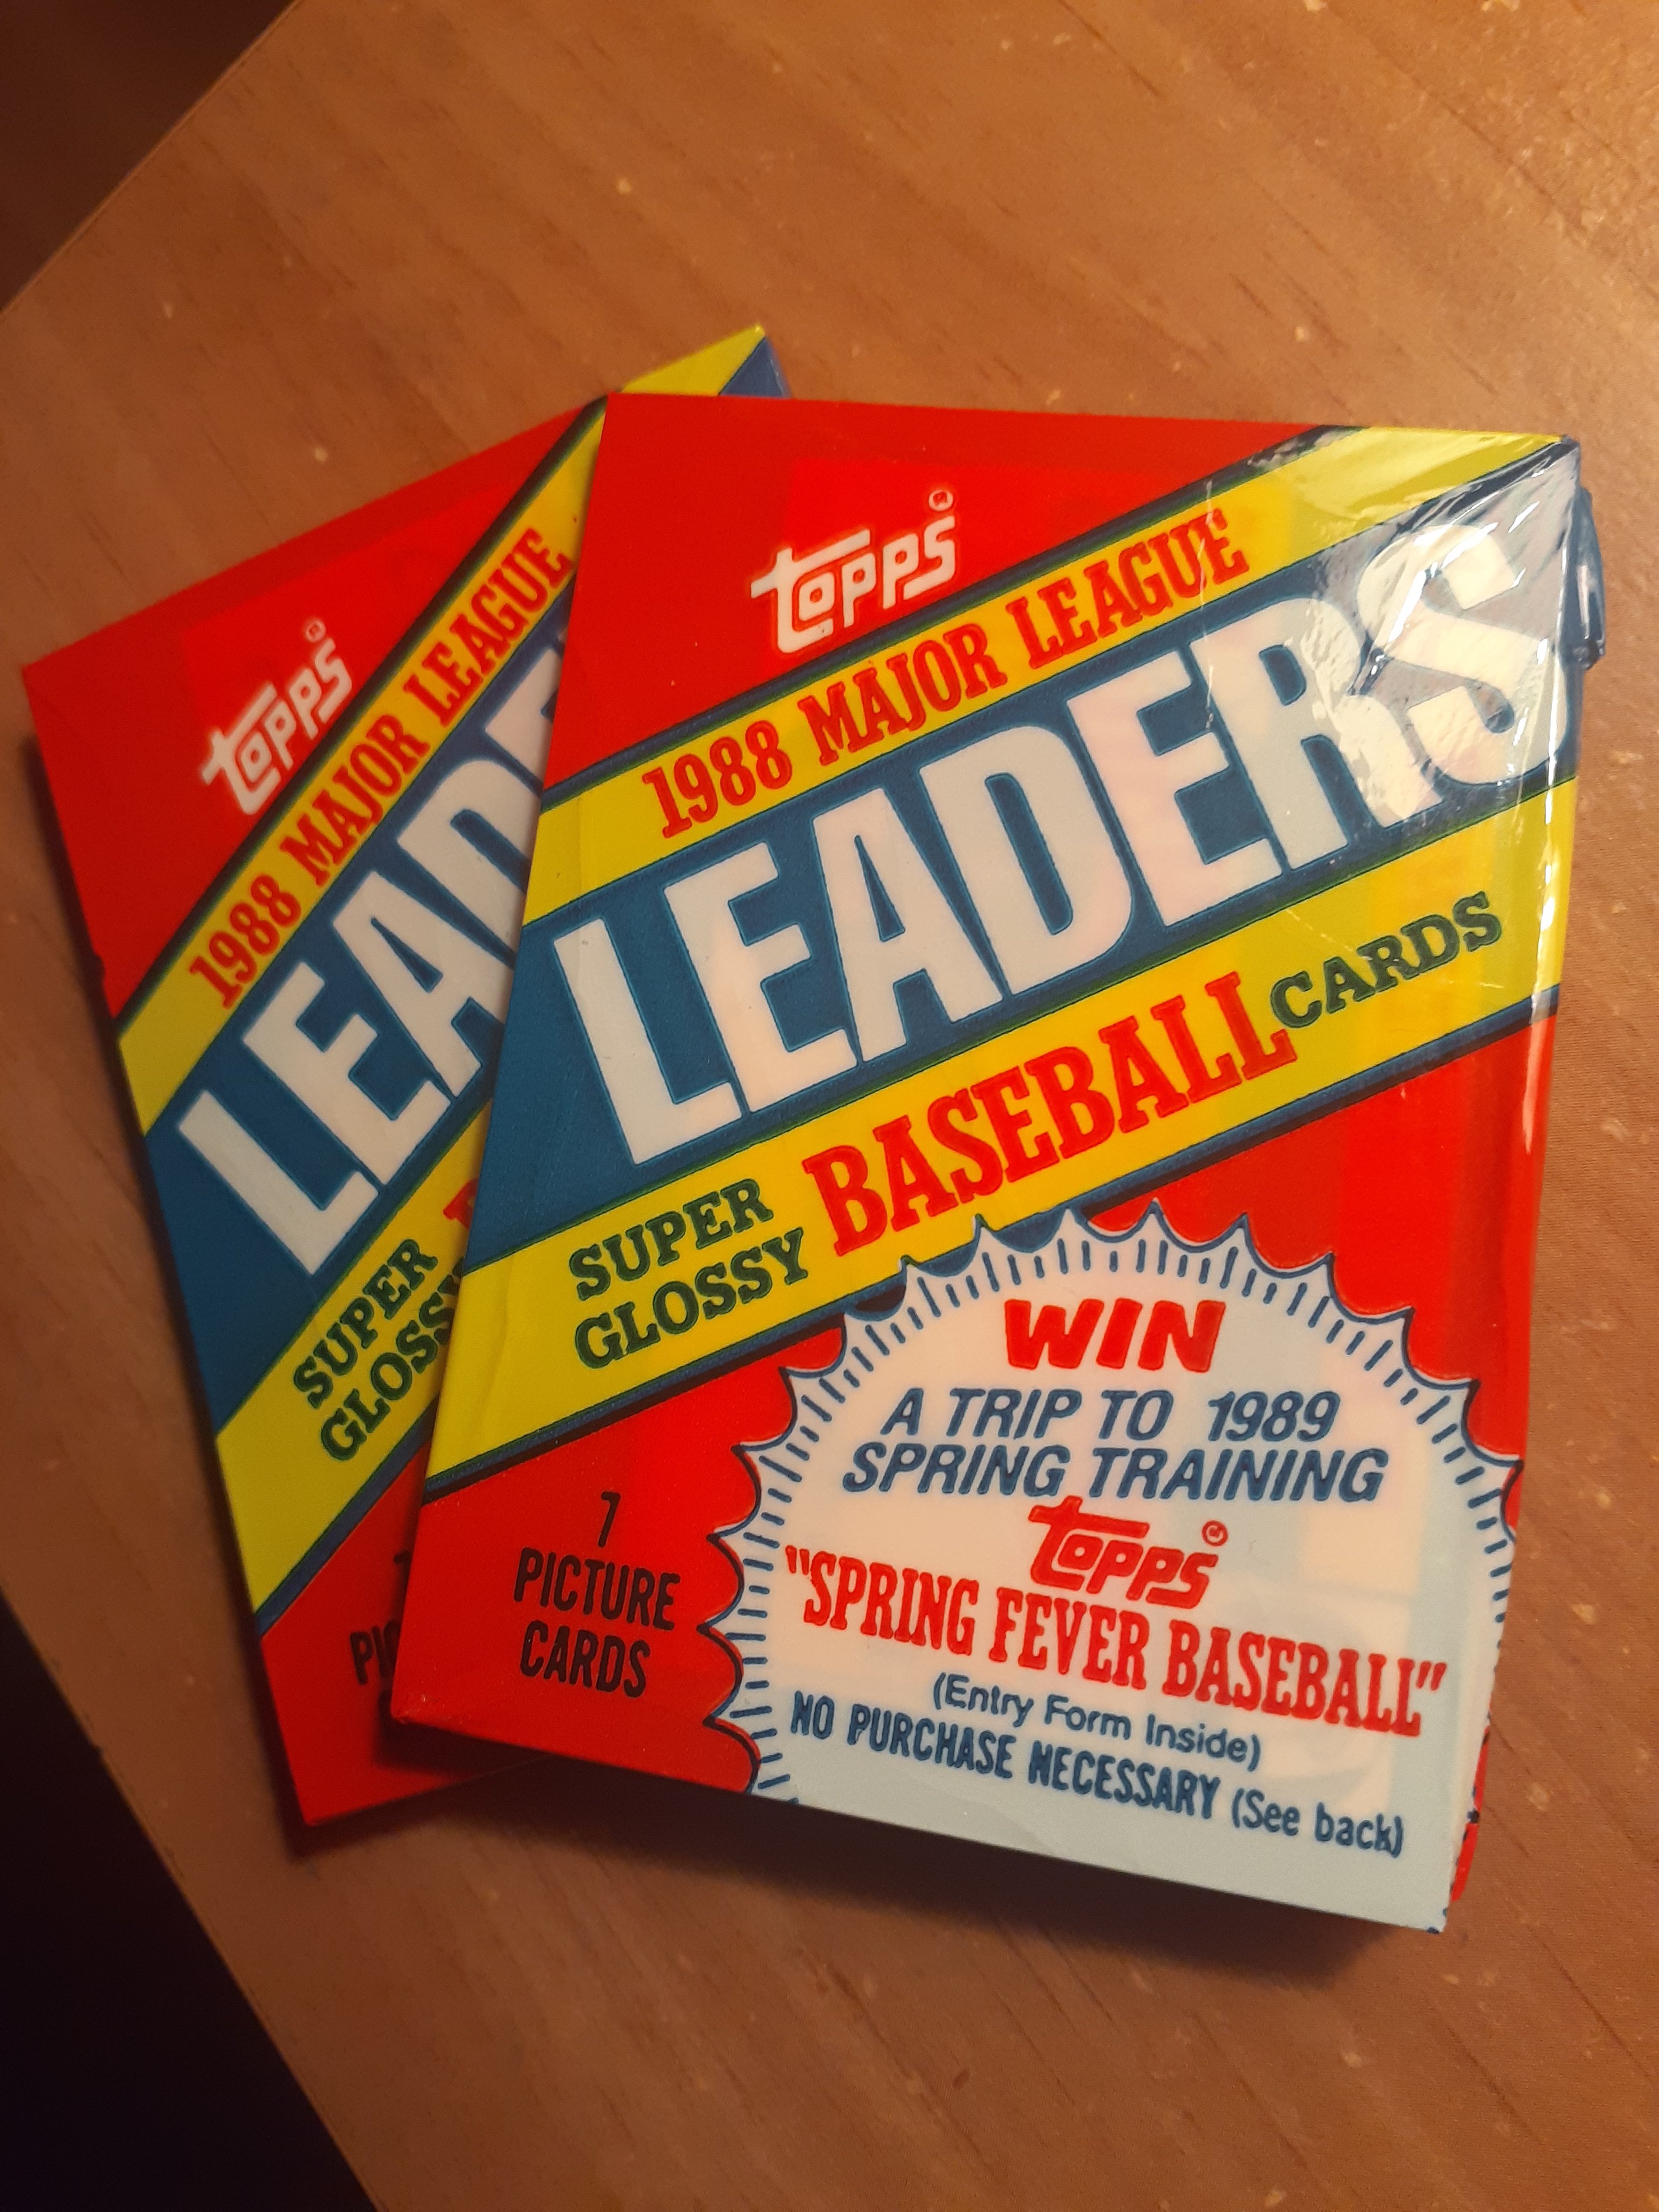 topps®
1988 MAJOR LEAGUE
LEAD
SUPER
GLOSSY
topps®
1988 MAJOR LEAGUE
LEADERS
SUPER
GLOSSY BASEBALL CARDS
7
PICTURE
CARDS
WIN
A TRIP TO 1989
SPRING TRAINING
topps®
"SPRING FEVER BASEBALL"
(Entry Form Inside)
NO PURCHASE NECESSARY (See back)